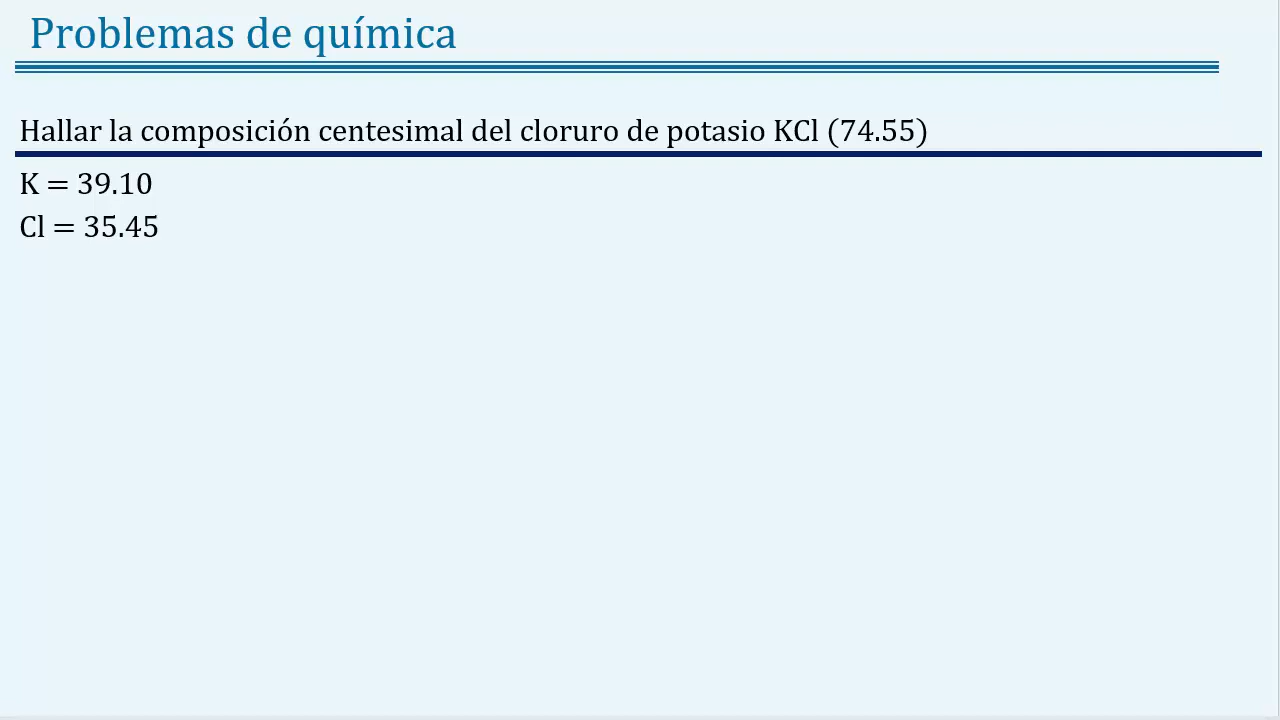 Problemas de química
Hallar la composición centesimal del cloruro de potasio KCl (74.55)
K = 39.10
Cl = 35.45